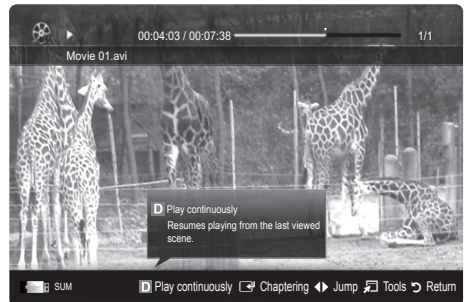 00:04:03 / 00:07:38 1/1
Movie 01.avi
D Play continuously
Resumes playing from the last viewed
scene.
SUM D Play continuously Chaptering Jump Tools Return